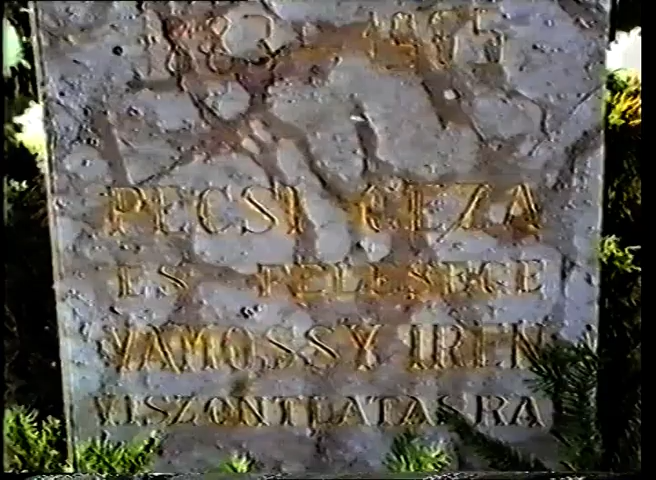 PECSI GEZA
ES FELESEGE
VAMOSSY IREN
VISZONTLATASRA